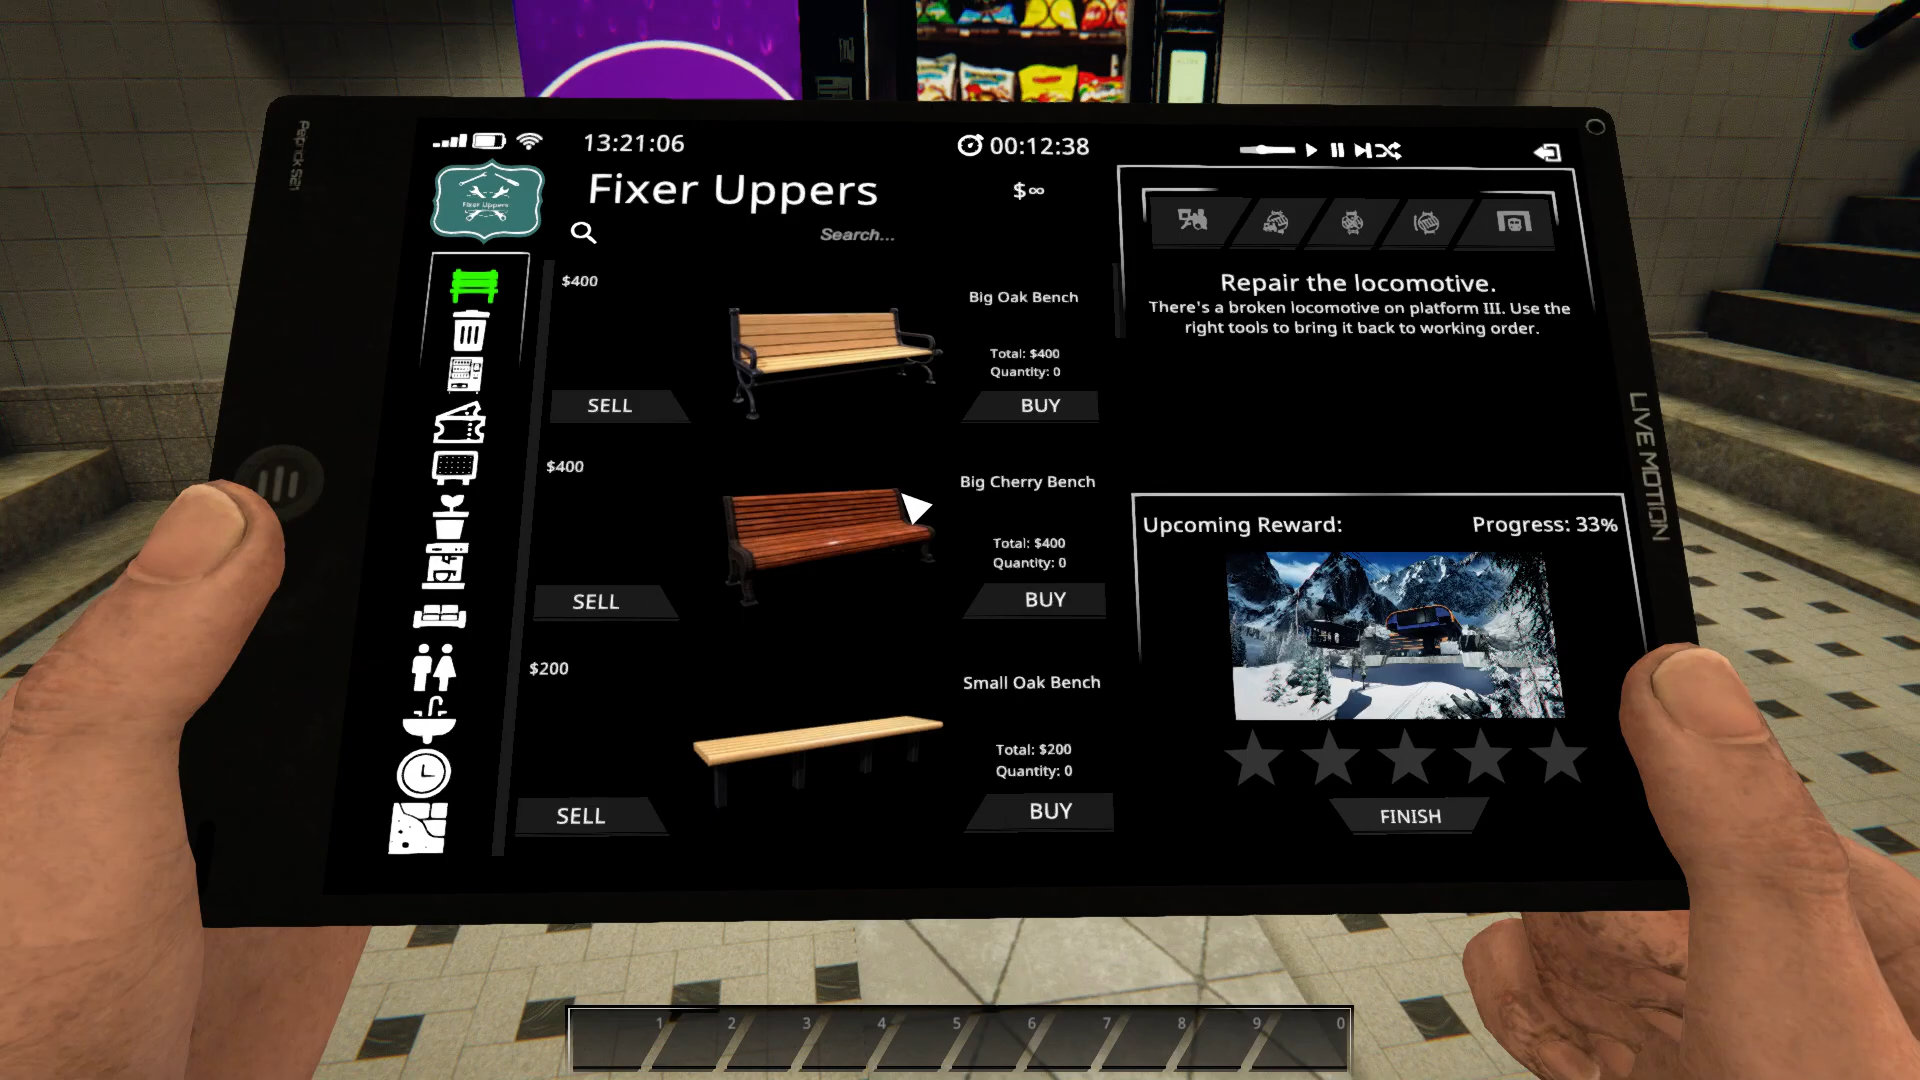 13:21:06
00:12:38
Fixer Uppers
$∞
Fixer Uppers
Search...
$400
Big Oak Bench
Total: $400
Quantity: 0
SELL
BUY
$400
Big Cherry Bench
Total: $400
Quantity: 0
SELL
BUY
$200
Small Oak Bench
Total: $200
Quantity: 0
SELL
BUY
Repair the locomotive.
There's a broken locomotive on platform III. Use the
right tools to bring it back to working order.
Upcoming Reward:
Progress: 33%
FINISH
LIVE MOTION
1 2 3 4 5 6 7 8 9 0